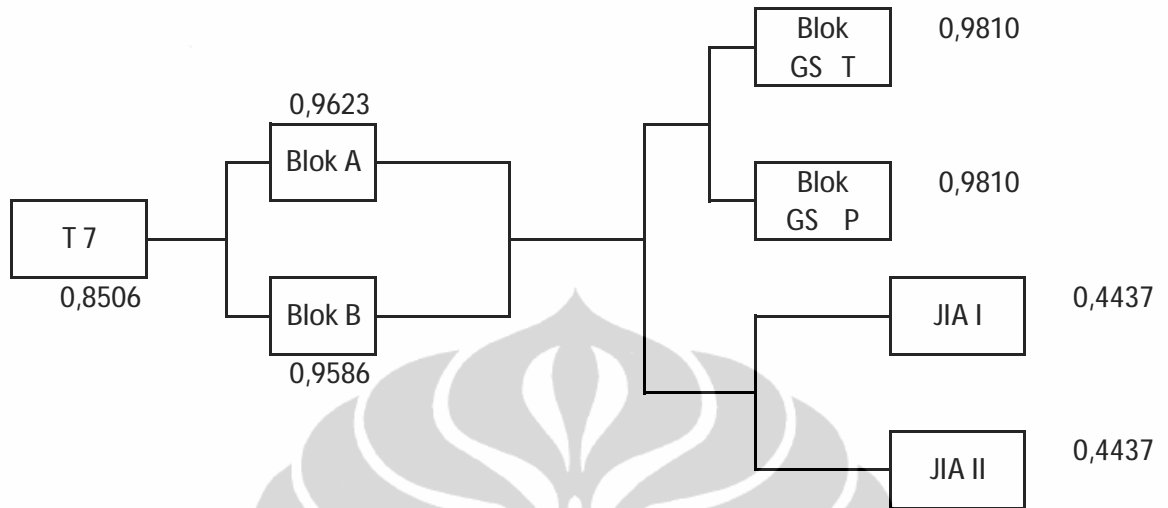 Blok
GS T
0,9810
0,9623
Blok A
Blok
GS P
0,9810
T 7
0,8506
Blok B
0,9586
JIA I
0,4437
JIA II
0,4437